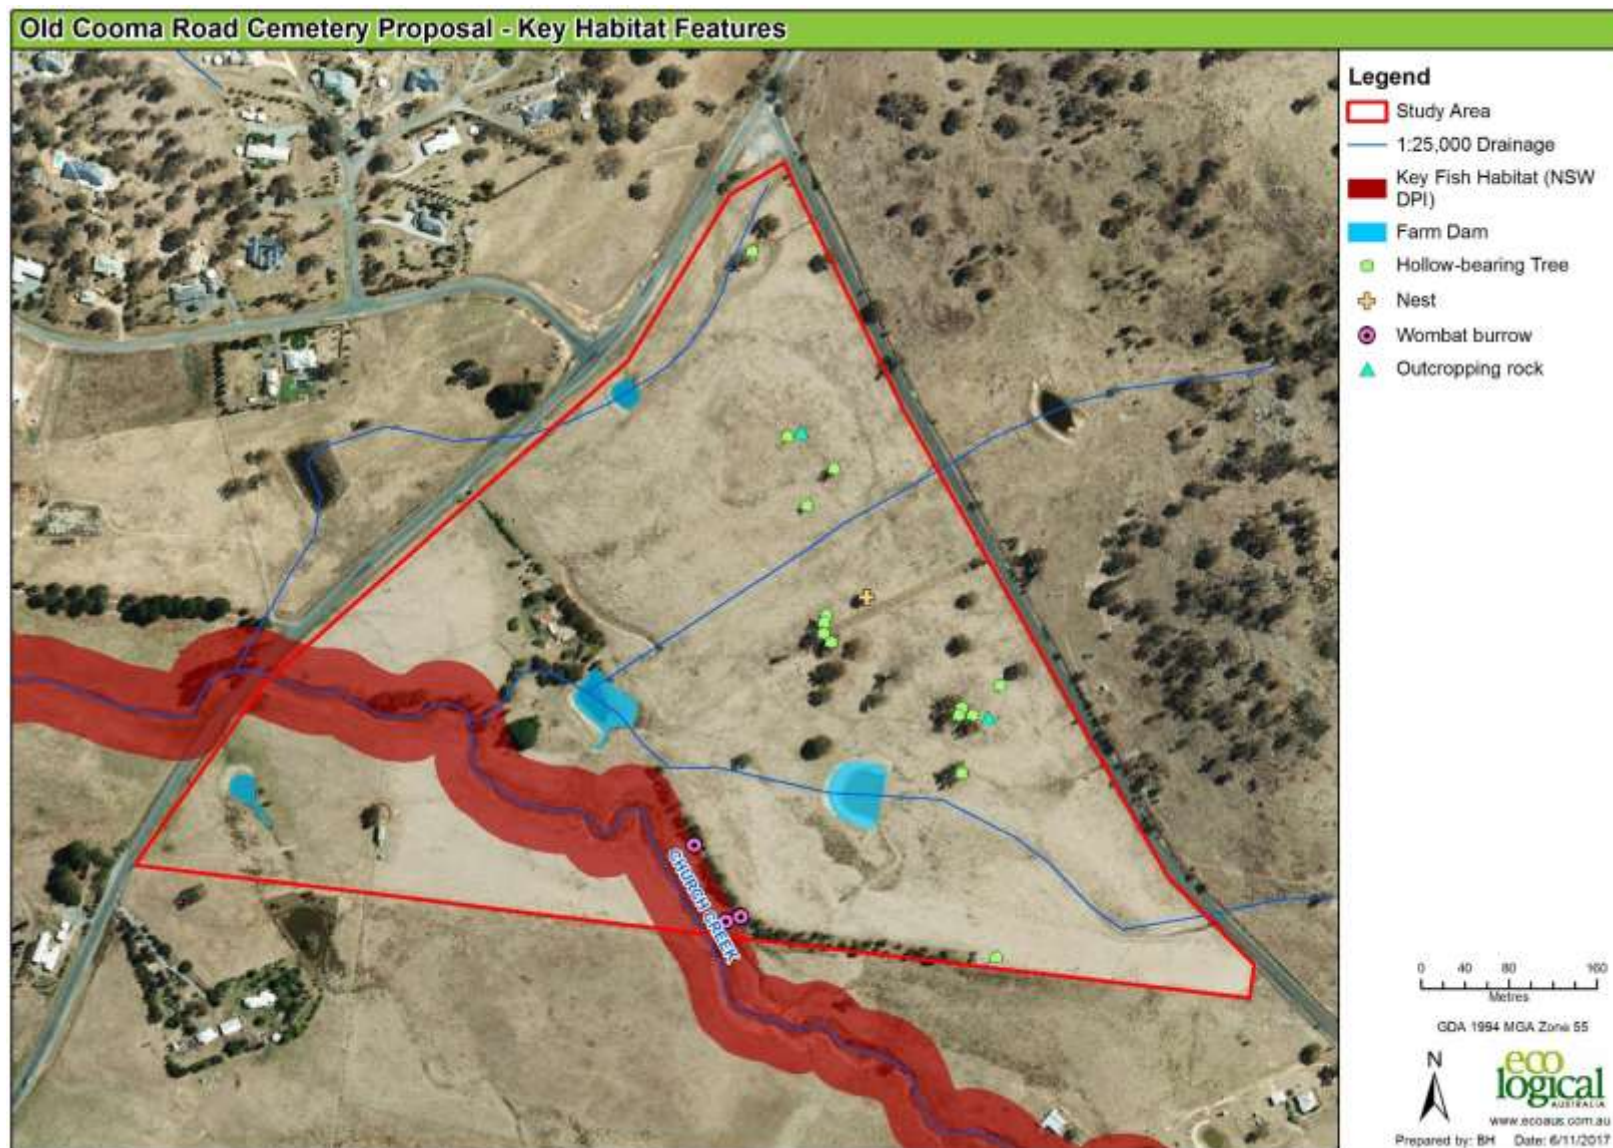 Old Cooma Road Cemetery Proposal - Key Habitat Features
Legend
Study Area
1:25,000 Drainage
Key Fish Habitat (NSW
DPI)
Farm Dam
Hollow-bearing Tree
Nest
Wombat burrow
Outcropping rock
CHURCH CREEK
0 40 80 160
Metres
GDA 1994 MGA Zone 55
N
eco
logical
AUSTRALIA
www.ecoaus.com.au
Prepared by: BH Date: 6/11/2017